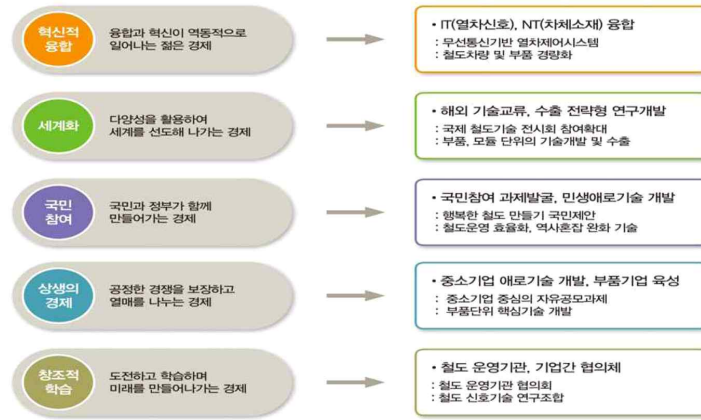 혁신적
융합
융합과 혁신이 역동적으로
일어나는 젊은 경제
• IT(열차신호), NT(차체소재) 융합
: 무선통신기반 열차제어시스템
: 철도차량 및 부품 경량화
세계화
다양성을 활용하여
세계를 선도해 나가는 경제
• 해외 기술교류, 수출 전략형 연구개발
: 국제 철도기술 전시회 참여확대
: 부품, 모듈 단위의 기술개발 및 수출
국민
참여
국민과 정부가 함께
만들어가는 경제
• 국민참여 과제발굴, 민생애로기술 개발
: 행복한 철도 만들기 국민제안
: 철도운영 효율화, 역사혼잡 완화 기술
상생의
경제
공정한 경쟁을 보장하고
열매를 나누는 경제
• 중소기업 애로기술 개발, 부품기업 육성
: 중소기업 중심의 자유공모과제
: 부품단위 핵심기술 개발
창조적
학습
도전하고 학습하며
미래를 만들어나가는 경제
• 철도 운영기관, 기업간 협의체
: 철도 운영기관 협의회
: 철도 신호기술 연구조합